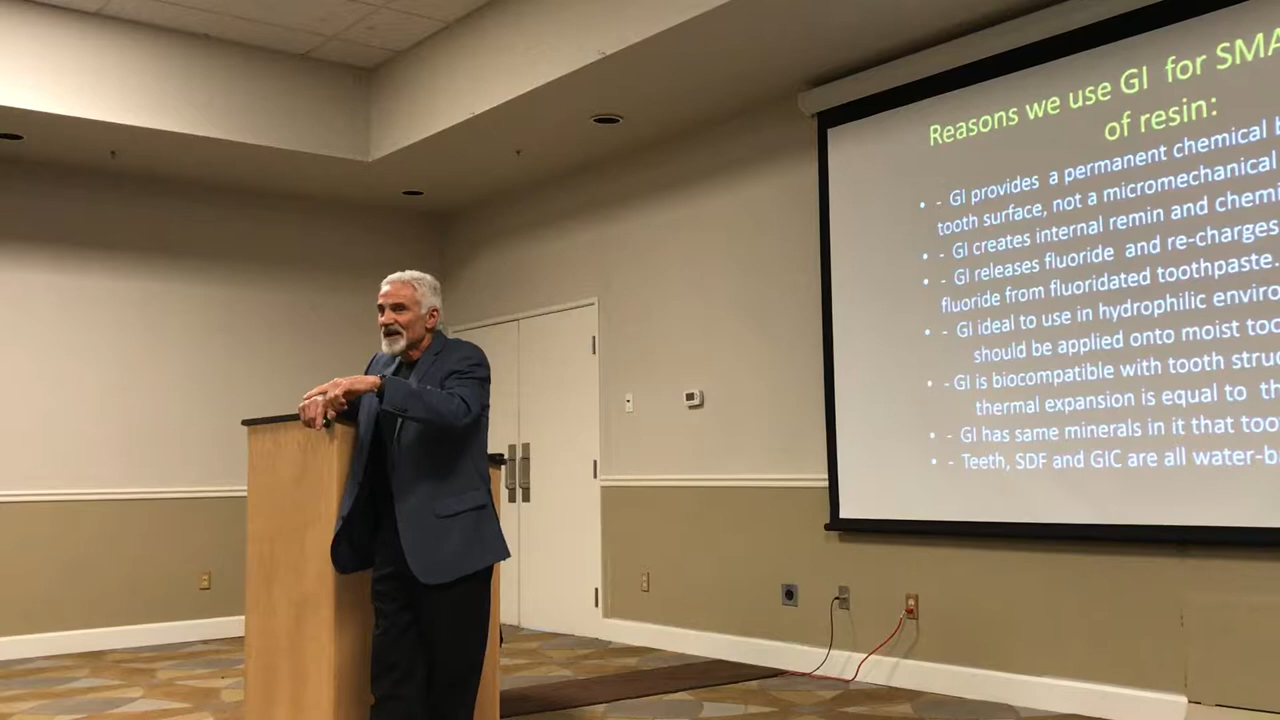 Reasons we use GI for SMA
of resin:
• - GI provides a permanent chemical
tooth surface, not a micromechanical
• - GI creates internal remin and chemi
• - GI releases fluoride and re-charges
fluoride from fluoridated toothpaste.
• - GI ideal to use in hydrophilic enviro
should be applied onto moist too
• - GI is biocompatible with tooth struc
thermal expansion is equal to th
• - GI has same minerals in it that too
• - Teeth, SDF and GIC are all water-ba